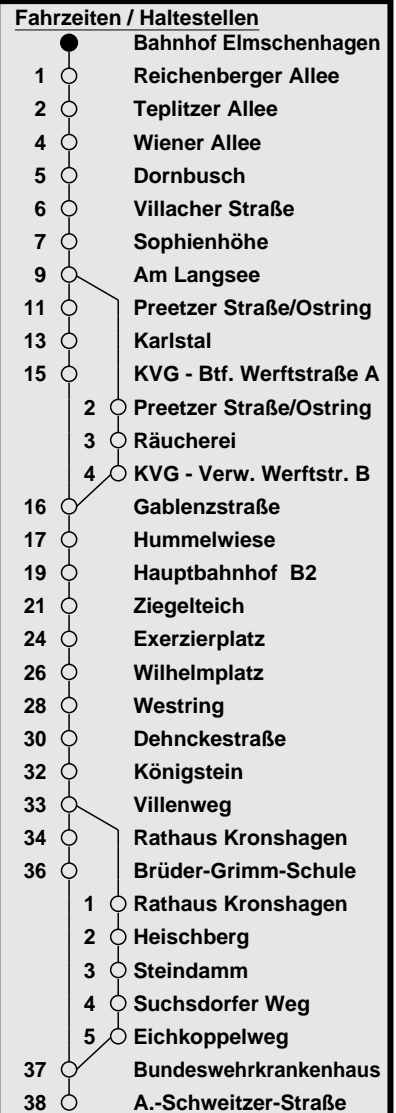 Fahrzeiten / Haltestellen
Bahnhof Elmschenhagen
1 Reichenberger Allee
2 Teplitzer Allee
4 Wiener Allee
5 Dornbusch
6 Villacher Straße
7 Sophienhöhe
9 Am Langsee
11 Preetzer Straße/Ostring
13 Karlstal
15 KVG - Btf. Werftstraße A
2 Preetzer Straße/Ostring
3 Räucherei
4 KVG - Verw. Werftstr. B
16 Gablenzstraße
17 Hummelwiese
19 Hauptbahnhof B2
21 Ziegelteich
24 Exerzierplatz
26 Wilhelmplatz
28 Westring
30 Dehnckestraße
32 Königstein
33 Villenweg
34 Rathaus Kronshagen
36 Brüder-Grimm-Schule
1 Rathaus Kronshagen
2 Heischberg
3 Steindamm
4 Suchsdorfer Weg
5 Eichkoppelweg
37 Bundeswehrkrankenhaus
38 A.-Schweitzer-Straße